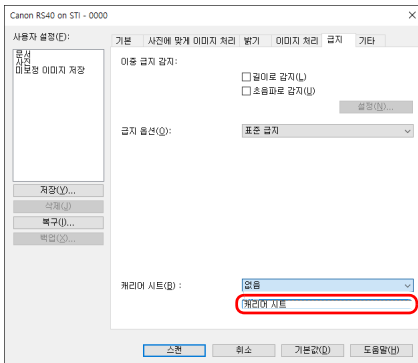 Canon RS40 on STI - 0000
사용자 설정(F):
문서
사진
미보정 이미지 저장
저장(Y)...
삭제(J)
복구(I)...
백업(X)...
기본 사진에 맞게 이미지 처리 밝기 이미지 처리 급지 기타
이중 급지 감지:
길이로 감지(L)
초음파로 감지(U)
설정(N)...
급지 옵션(O): 표준 급지
캐리어 시트(B) : 없음
캐리어 시트
스캔 취소 기본값(D) 도움말(H)